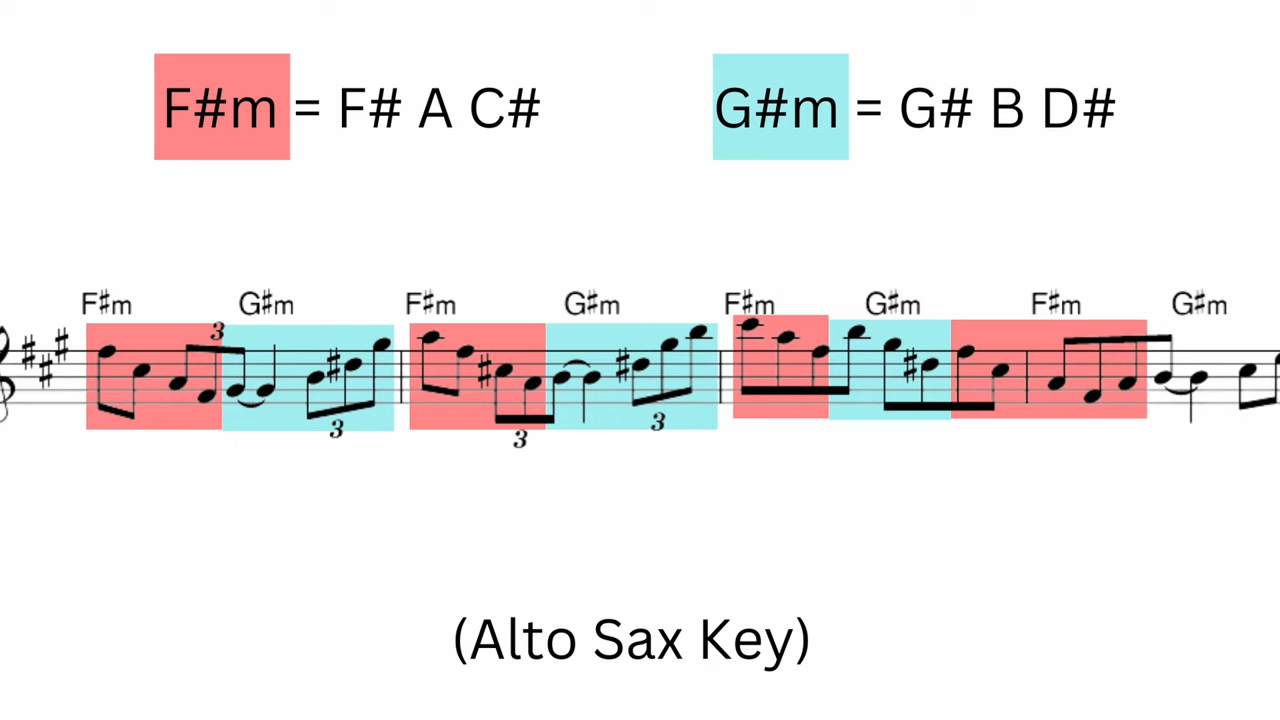 F#m = F# A C# G#m = G# B D#
F♯m G♯m F♯m G♯m F♯m G♯m F♯m G♯m
3
3
3
3
(Alto Sax Key)